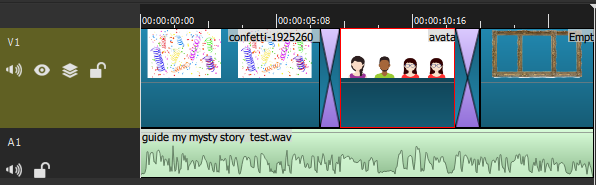 00:00:00:00
00:00:05:08
00:00:10:16
V1
confetti-1925260_
avata
Empt
A1
guide my mysty story test.wav